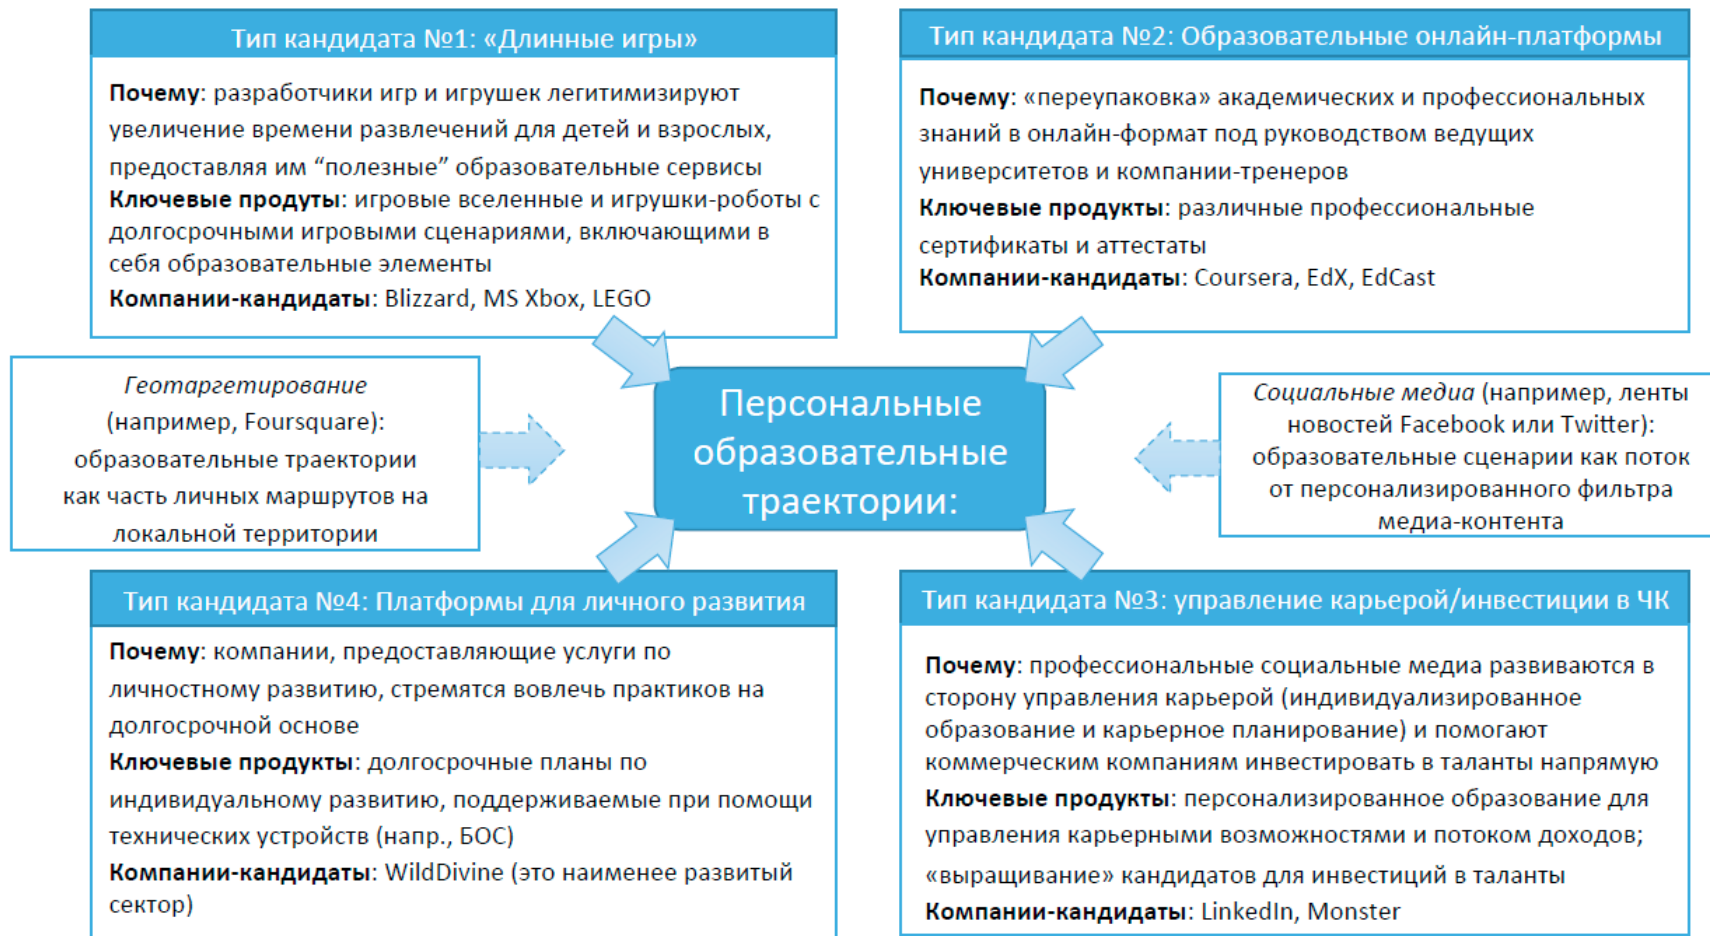 Тип кандидата №1: «Длинные игры»
Почему: разработчики игр и игрушек легитимизируют
увеличение времени развлечений для детей и взрослых,
предоставляя им “полезные” образовательные сервисы
Ключевые продуты: игровые вселенные и игрушки-роботы с
долгосрочными игровыми сценариями, включающими в
себя образовательные элементы
Компании-кандидаты: Blizzard, MS Xbox, LEGO
Тип кандидата №2: Образовательные онлайн-платформы
Почему: «переупаковка» академических и профессиональных
знаний в онлайн-формат под руководством ведущих
университетов и компании-тренеров
Ключевые продукты: различные профессиональные
сертификаты и аттестаты
Компании-кандидаты: Coursera, EdX, EdCast
Геотаргетирование
(например, Foursquare):
образовательные траектории
как часть личных маршрутов на
локальной территории
Персональные
образовательные
траектории:
Социальные медиа (например, ленты
новостей Facebook или Twitter):
образовательные сценарии как поток
от персонализированного фильтра
медиа-контента
Тип кандидата №4: Платформы для личного развития
Почему: компании, предоставляющие услуги по
личностному развитию, стремятся вовлечь практиков на
долгосрочной основе
Ключевые продукты: долгосрочные планы по
индивидуальному развитию, поддерживаемые при помощи
технических устройств (напр., БОС)
Компании-кандидаты: WildDivine (это наименее развитый
сектор)
Тип кандидата №3: управление карьерой/инвестиции в ЧК
Почему: профессиональные социальные медиа развиваются в
сторону управления карьерой (индивидуализированное
образование и карьерное планирование) и помогают
коммерческим компаниям инвестировать в таланты напрямую
Ключевые продукты: персонализированное образование для
управления карьерными возможностями и потоком доходов;
«выращивание» кандидатов для инвестиций в таланты
Компании-кандидаты: LinkedIn, Monster